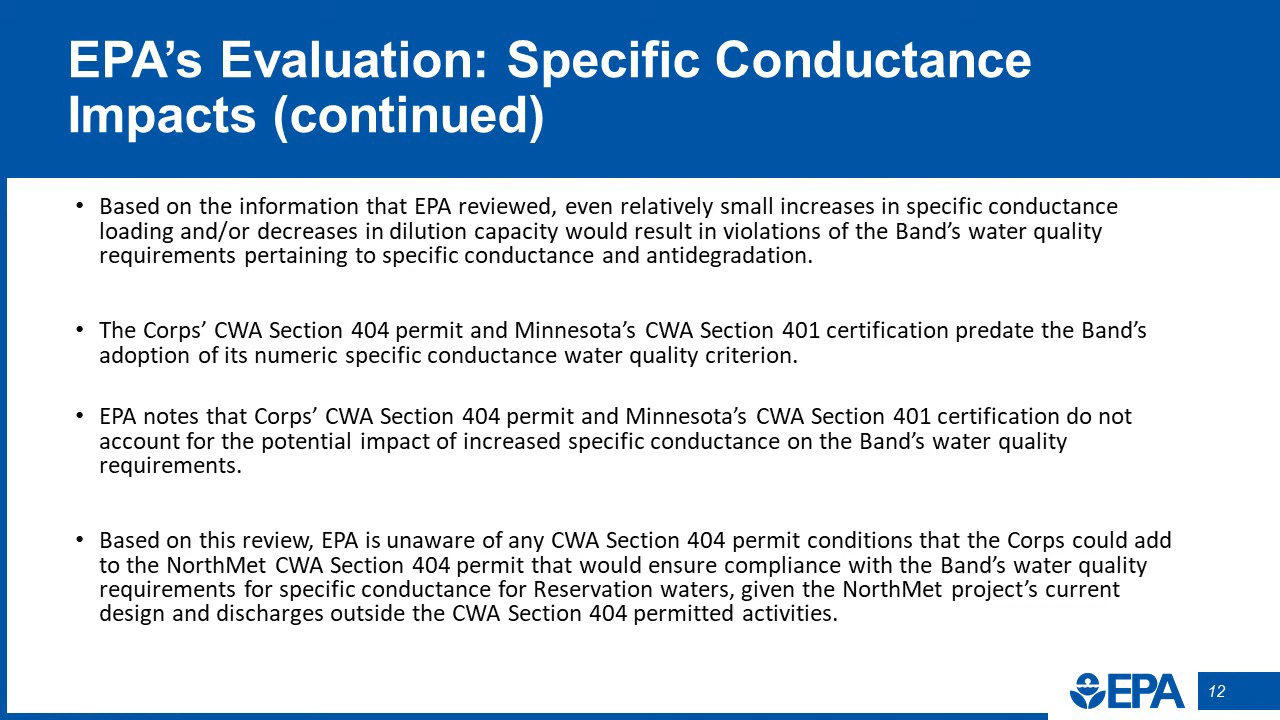 EPA’s Evaluation: Specific Conductance
Impacts (continued)
• Based on the information that EPA reviewed, even relatively small increases in specific conductance
loading and/or decreases in dilution capacity would result in violations of the Band’s water quality
requirements pertaining to specific conductance and antidegradation.
• The Corps’ CWA Section 404 permit and Minnesota’s CWA Section 401 certification predate the Band’s
adoption of its numeric specific conductance water quality criterion.
• EPA notes that Corps’ CWA Section 404 permit and Minnesota’s CWA Section 401 certification do not
account for the potential impact of increased specific conductance on the Band’s water quality
requirements.
• Based on this review, EPA is unaware of any CWA Section 404 permit conditions that the Corps could add
to the NorthMet CWA Section 404 permit that would ensure compliance with the Band’s water quality
requirements for specific conductance for Reservation waters, given the NorthMet project’s current
design and discharges outside the CWA Section 404 permitted activities.
EPA
12